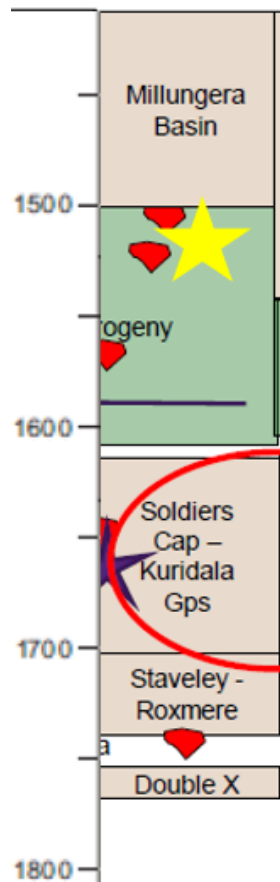 Millungera
Basin
1500
rogeny
1600
Soldiers
Cap –
Kuridala
Gps
1700
Staveley -
Roxmere
a
Double X
1800